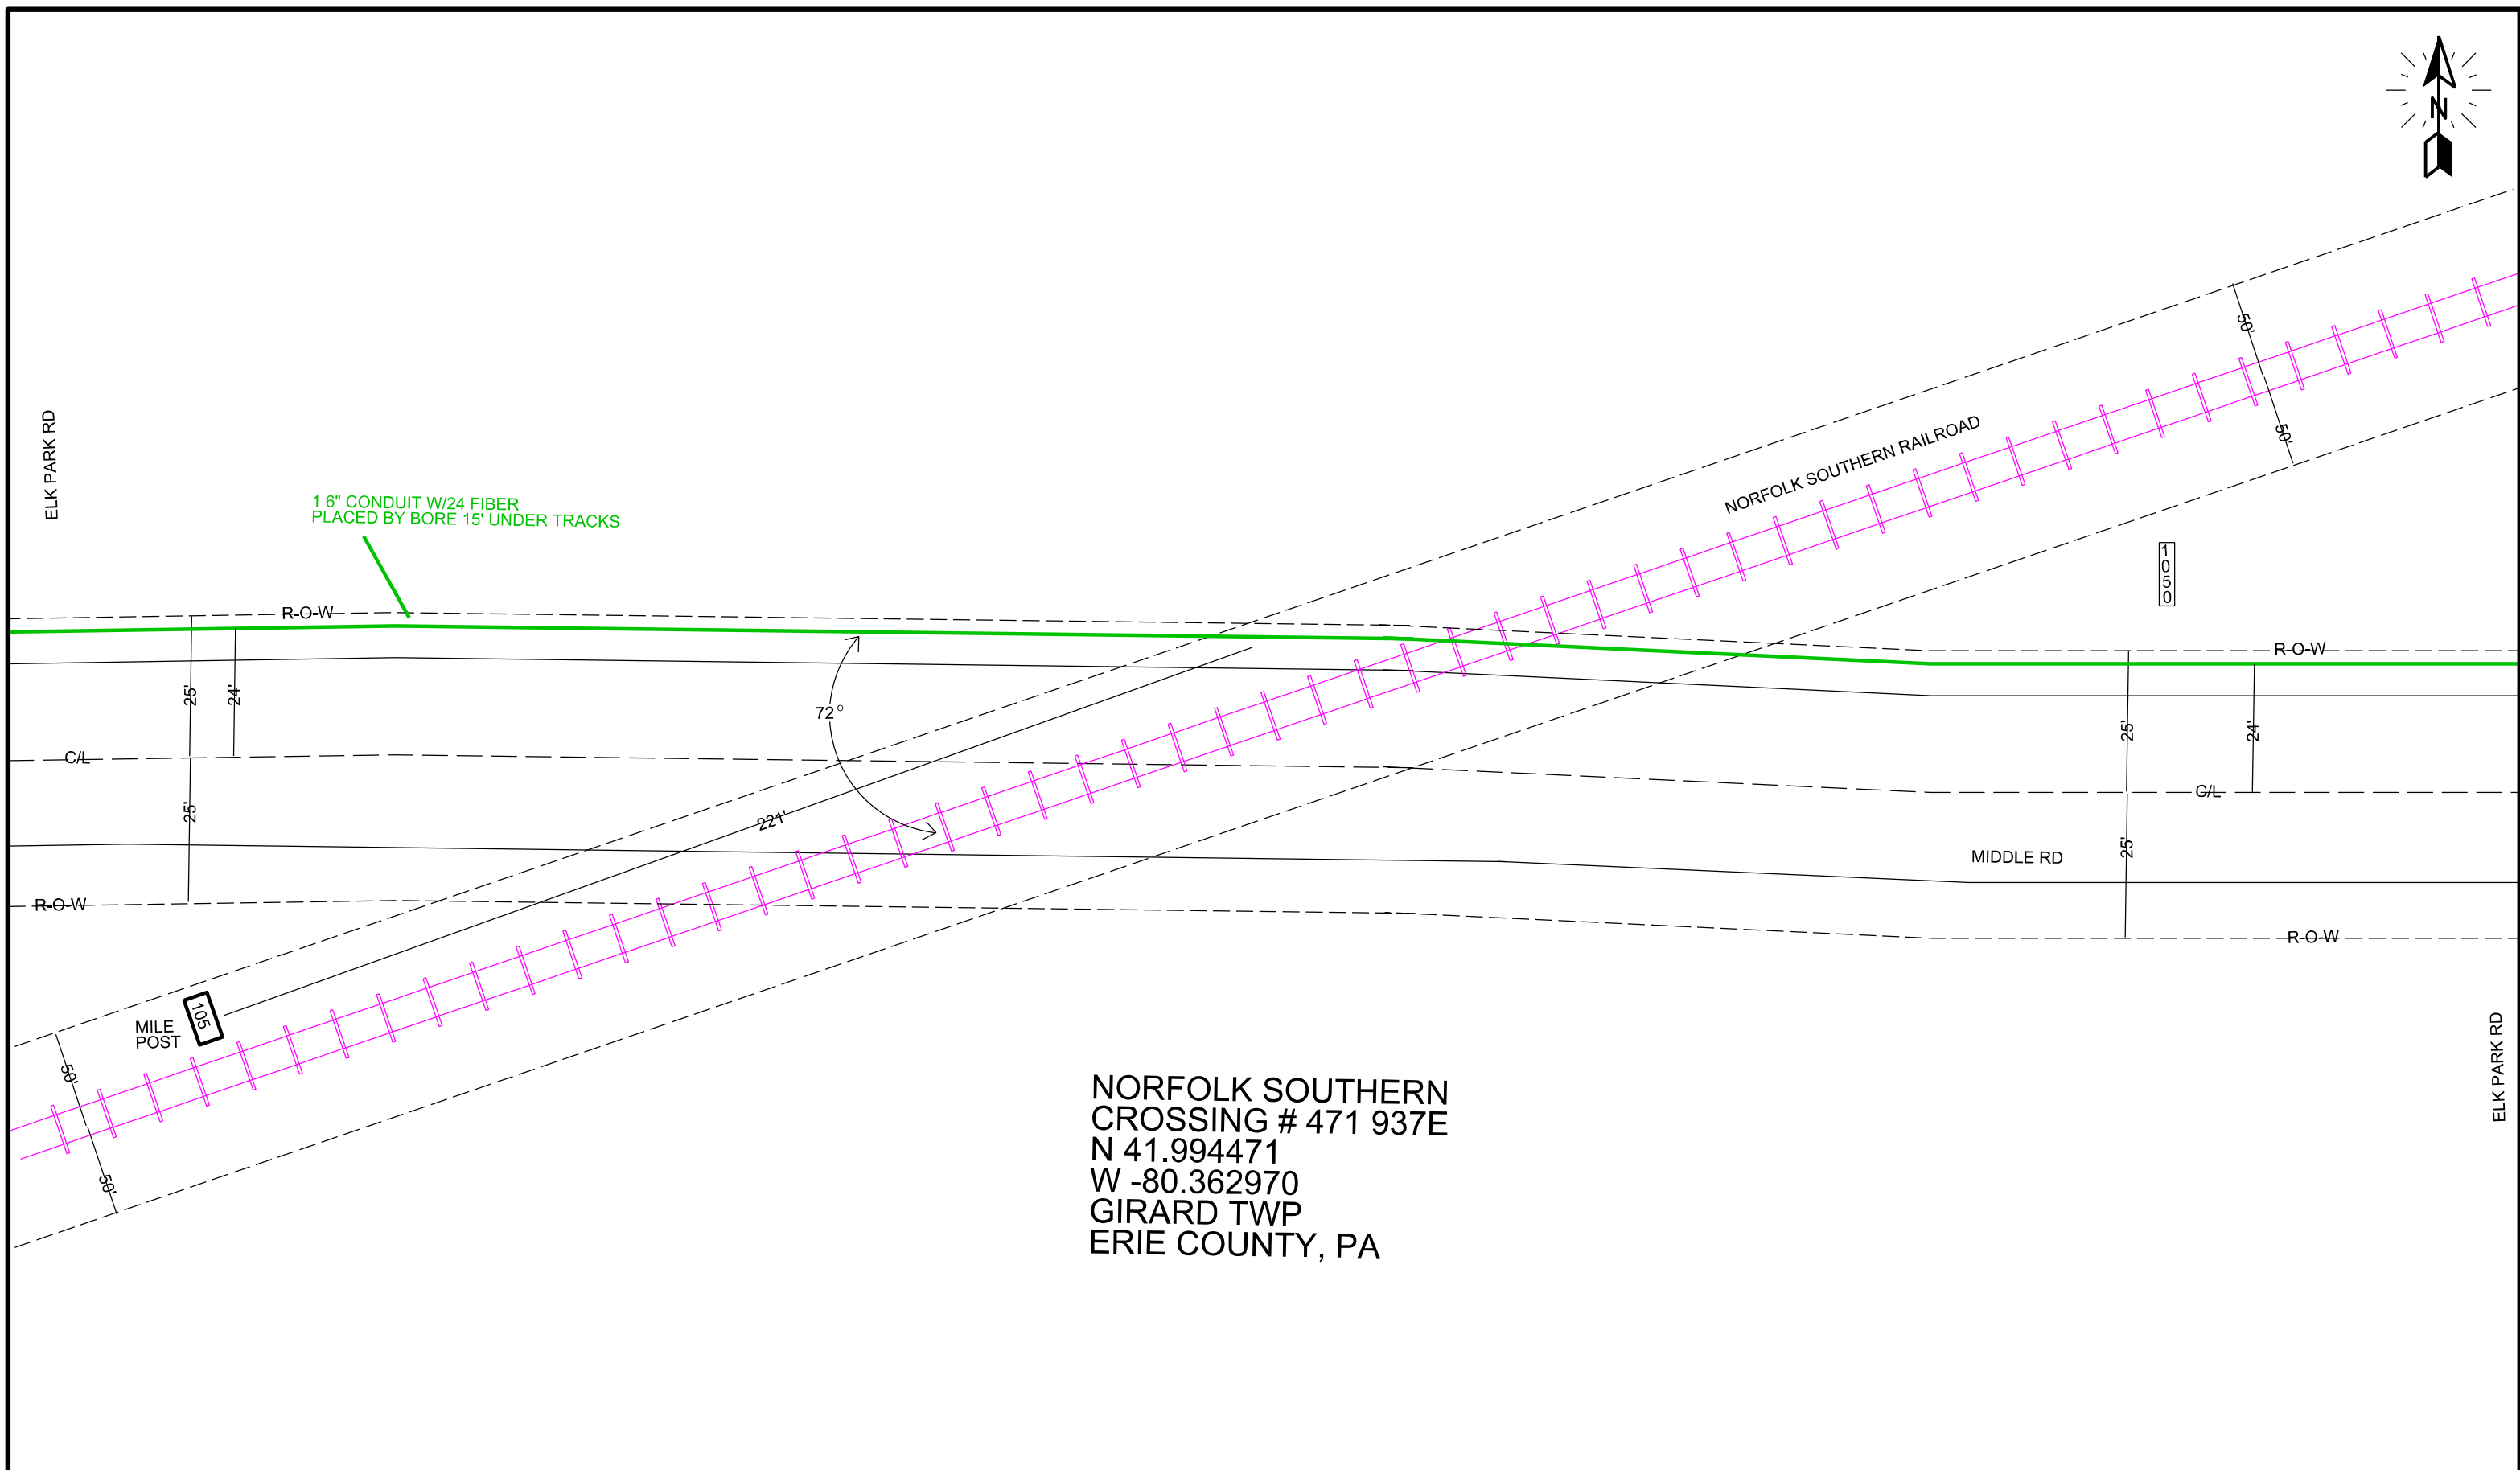 N
ELK PARK RD
50'
50'
NORFOLK SOUTHERN RAILROAD
1 6" CONDUIT W/24 FIBER
PLACED BY BORE 15' UNDER TRACKS
1050
R-O-W
R-O-W
25'
24'
72°
25'
24'
C/L
C/L
221'
25'
25'
MIDDLE RD
R-O-W
R-O-W
105
MILE
POST
50'
50'
ELK PARK RD
NORFOLK SOUTHERN
CROSSING # 471 937E
N 41.994471
W -80.362970
GIRARD TWP
ERIE COUNTY, PA